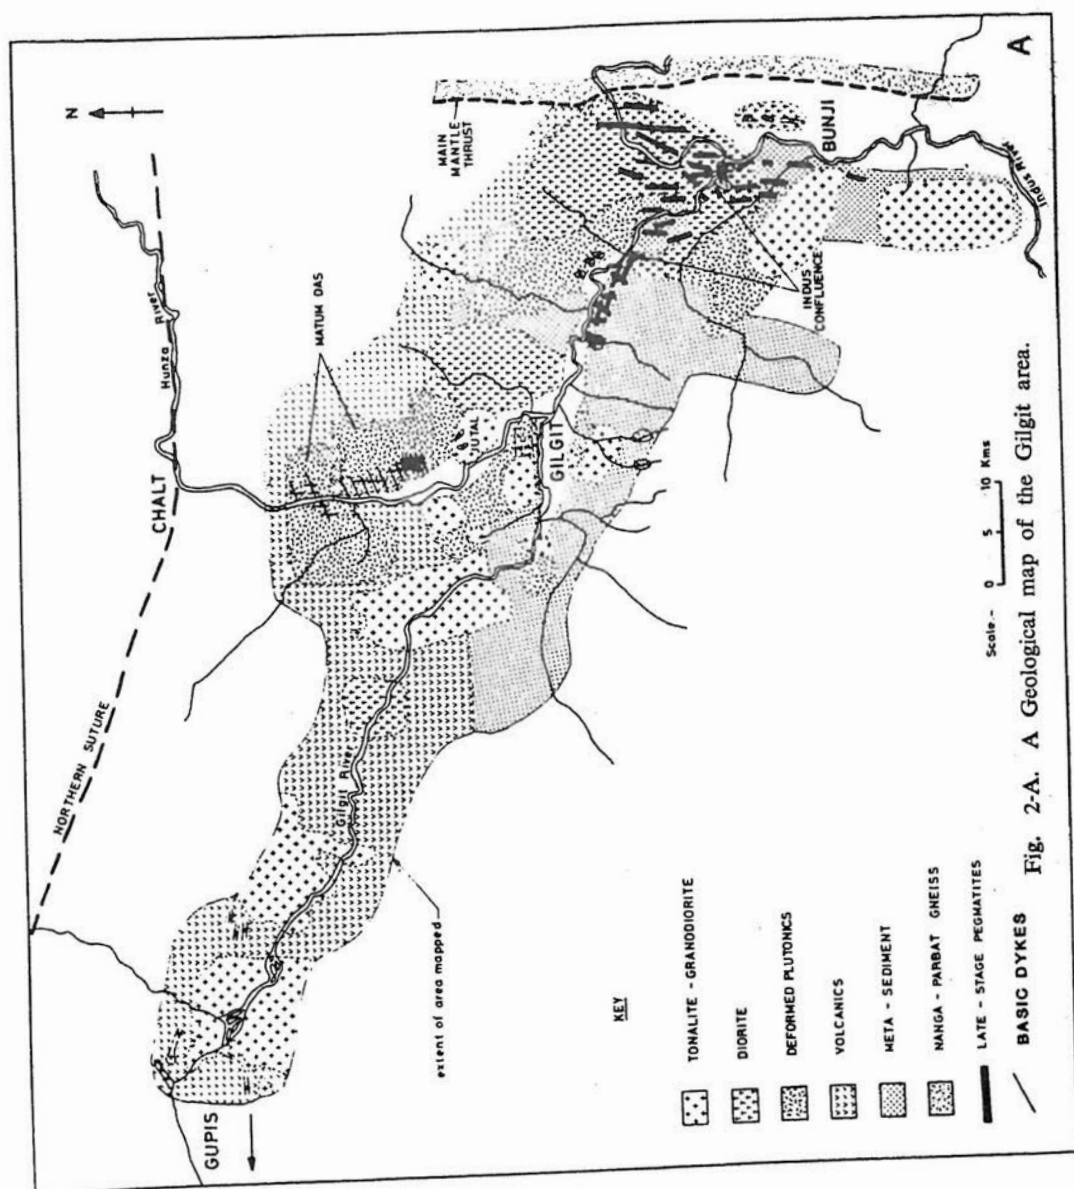 N
NORTHERN SUTURE
CHALT
Hunza River
MATUM DAS
MAIN
MANTLE
THRUST
A
GUPIS
Gilgit River
JUTAL
GILGIT
BUNJI
INDUS
CONFLUENCE
Indus River
extent of area mapped
KEY
TONALITE - GRANODIORITE
DIORITE
DEFORMED PLUTONICS
VOLCANICS
META - SEDIMENT
NANGA - PARBAT GNEISS
LATE - STAGE PEGMATITES
BASIC DYKES
Scale:- 0 5 10 Kms
Fig. 2-A. A Geological map of the Gilgit area.